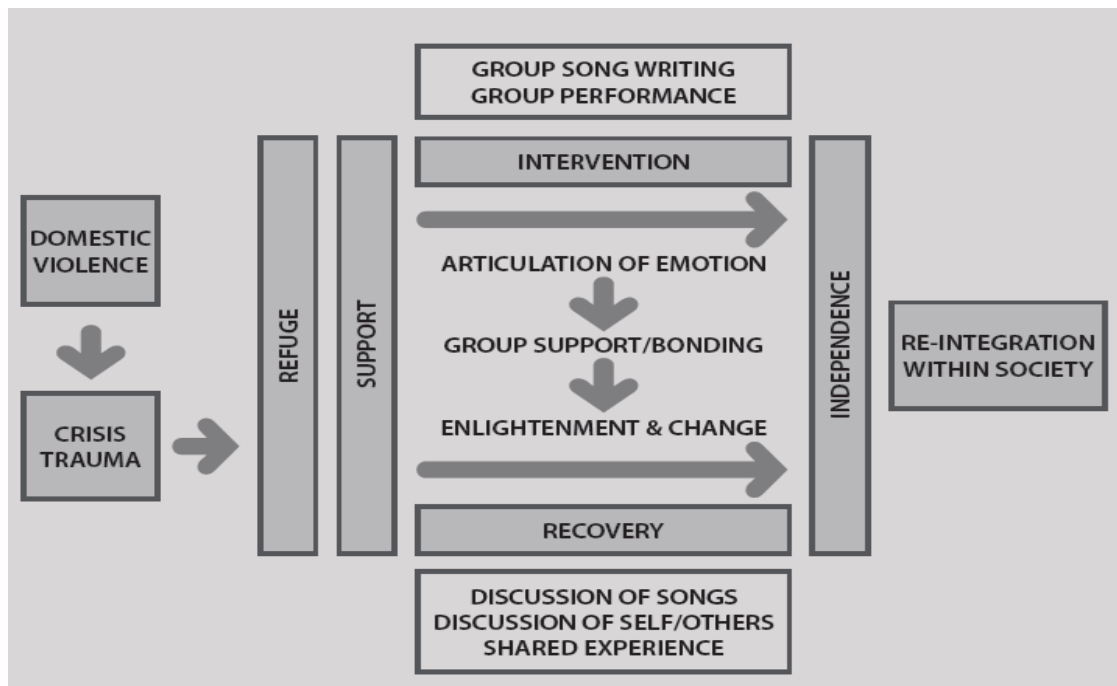 GROUP SONG WRITING
GROUP PERFORMANCE
INTERVENTION
DOMESTIC
VIOLENCE
CRISIS
TRAUMA
REFUGE
SUPPORT
ARTICULATION OF EMOTION
GROUP SUPPORT/BONDING
ENLIGHTENMENT & CHANGE
RECOVERY
DISCUSSION OF SONGS
DISCUSSION OF SELF/OTHERS
SHARED EXPERIENCE
INDEPENDENCE
RE-INTEGRATION
WITHIN SOCIETY